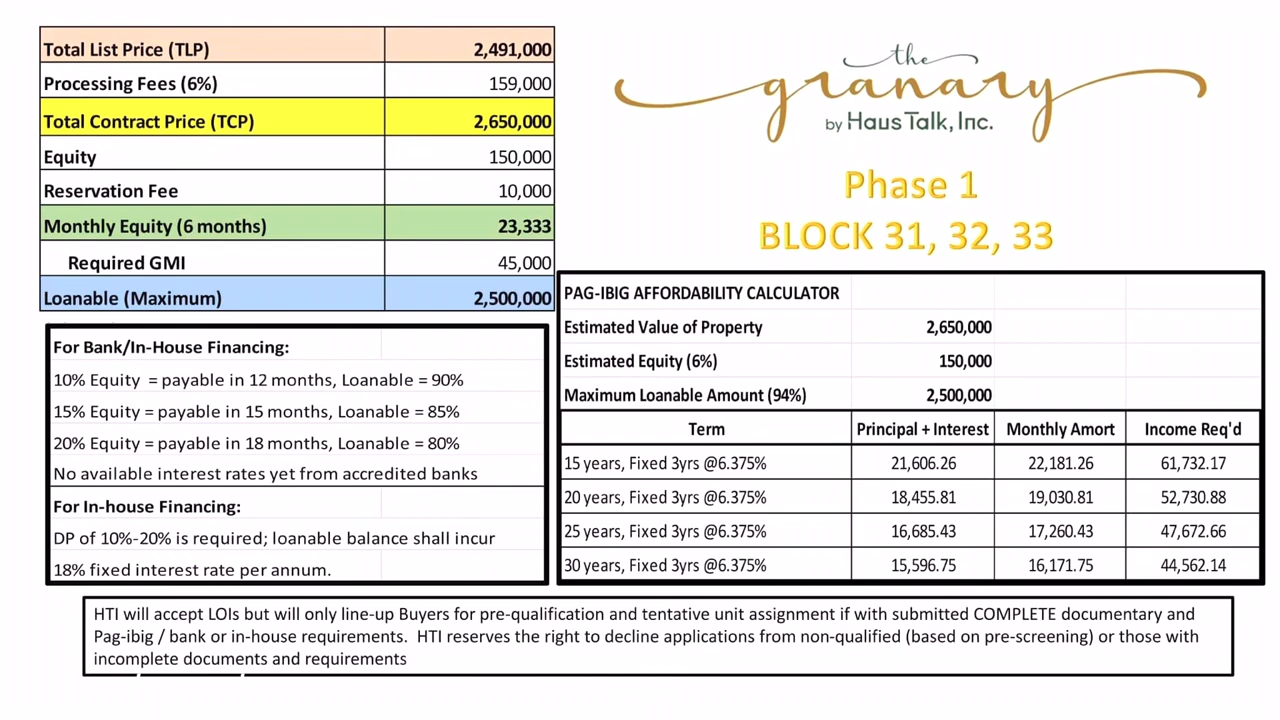 Total List Price (TLP) 2,491,000
Processing Fees (6%) 159,000
Total Contract Price (TCP) 2,650,000
Equity 150,000
Reservation Fee 10,000
Monthly Equity (6 months) 23,333
Required GMI 45,000
Loanable (Maximum) 2,500,000
the
granary
by HausTalk, Inc.
Phase 1
BLOCK 31, 32, 33
For Bank/In-House Financing:
10% Equity = payable in 12 months, Loanable = 90%
15% Equity = payable in 15 months, Loanable = 85%
20% Equity = payable in 18 months, Loanable = 80%
No available interest rates yet from accredited banks
For In-house Financing:
DP of 10%-20% is required; loanable balance shall incur
18% fixed interest rate per annum.
PAG-IBIG AFFORDABILITY CALCULATOR
Estimated Value of Property 2,650,000
Estimated Equity (6%) 150,000
Maximum Loanable Amount (94%) 2,500,000
Term Principal + Interest Monthly Amort Income Req'd
15 years, Fixed 3yrs @6.375% 21,606.26 22,181.26 61,732.17
20 years, Fixed 3yrs @6.375% 18,455.81 19,030.81 52,730.88
25 years, Fixed 3yrs @6.375% 16,685.43 17,260.43 47,672.66
30 years, Fixed 3yrs @6.375% 15,596.75 16,171.75 44,562.14
HTI will accept LOIs but will only line-up Buyers for pre-qualification and tentative unit assignment if with submitted COMPLETE documentary and
Pag-ibig / bank or in-house requirements. HTI reserves the right to decline applications from non-qualified (based on pre-screening) or those with
incomplete documents and requirements